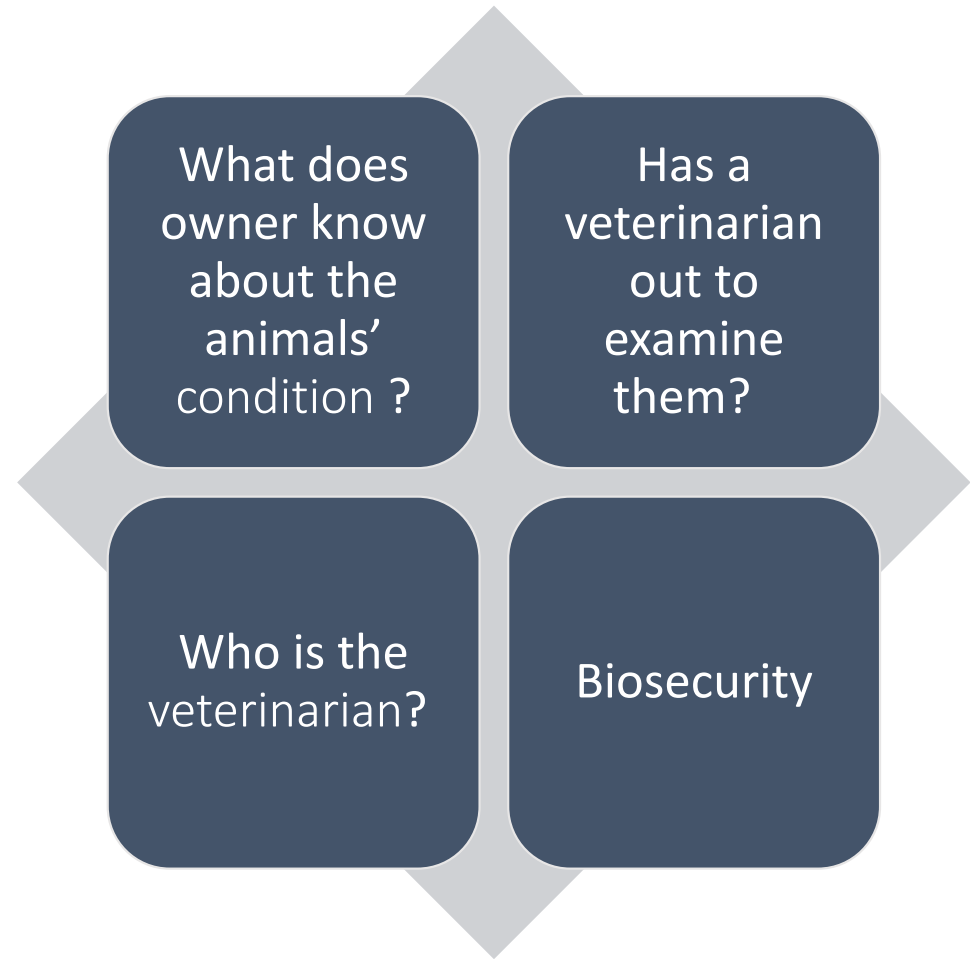 What does
owner know
about the
animals’
condition ?
Has a
veterinarian
out to
examine
them?
Who is the
veterinarian?
Biosecurity